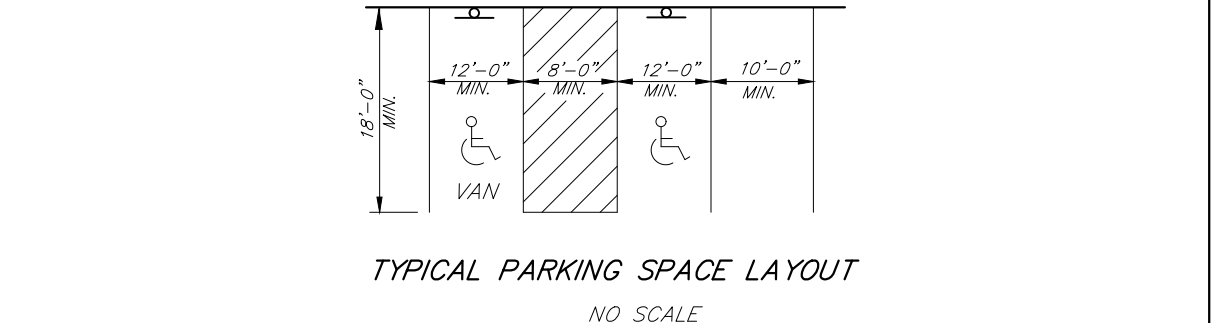 12'-0" 8'-0" 12'-0" 10'-0"
MIN. MIN. MIN. MIN.
18'-0"
MIN.
VAN
TYPICAL PARKING SPACE LAYOUT
NO SCALE